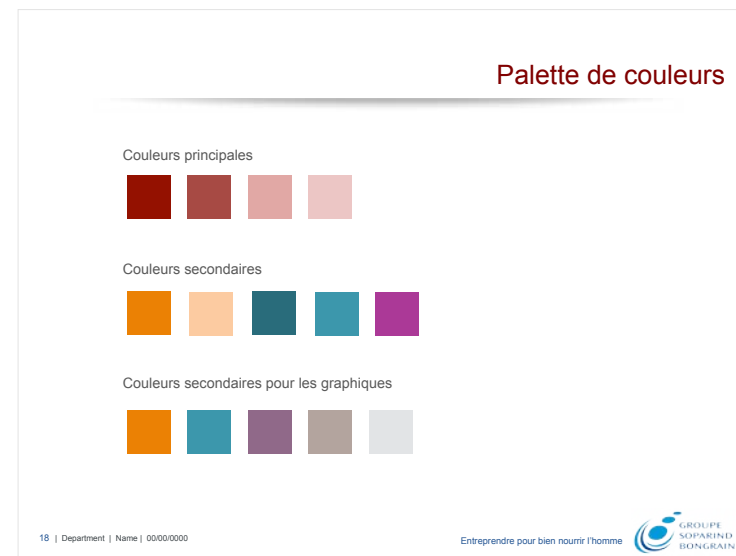 Palette de couleurs
Couleurs principales
Couleurs secondaires
Couleurs secondaires pour les graphiques
18 | Department | Name | 00/00/0000
Entreprendre pour bien nourrir l'homme
GROUPE
SOPARIND
BONGRAIN